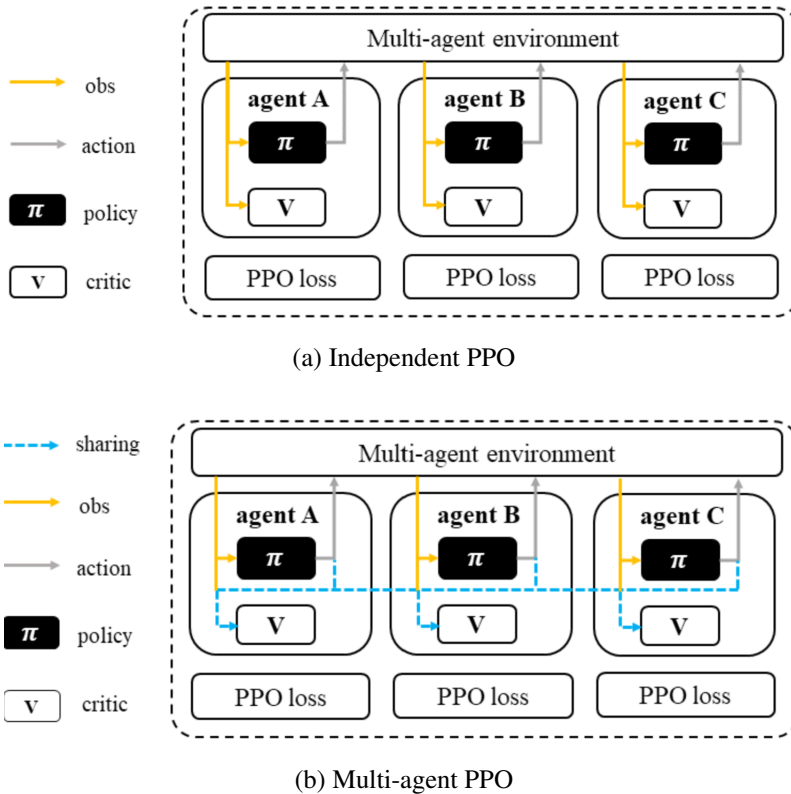 Multi-agent environment
obs
action
π policy
V critic
agent A
π
V
agent B
π
V
agent C
π
V
PPO loss
PPO loss
PPO loss
(a) Independent PPO
sharing
obs
action
π policy
V critic
Multi-agent environment
agent A
π
V
agent B
π
V
agent C
π
V
PPO loss
PPO loss
PPO loss
(b) Multi-agent PPO